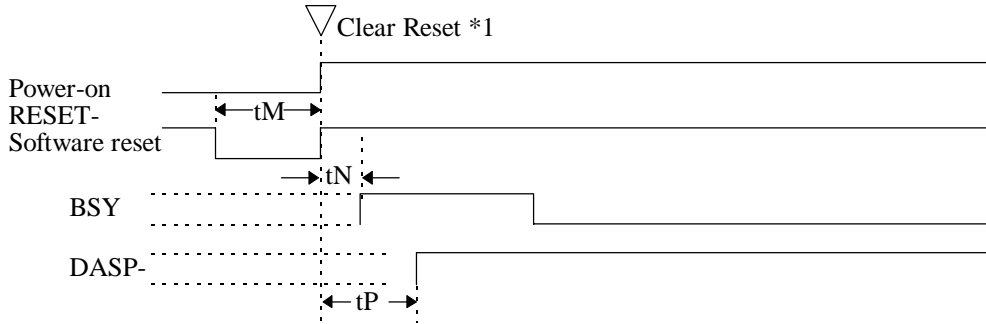 Clear Reset *1
Power-on
RESET-
tM
Software reset
tN
BSY
DASP-
tP